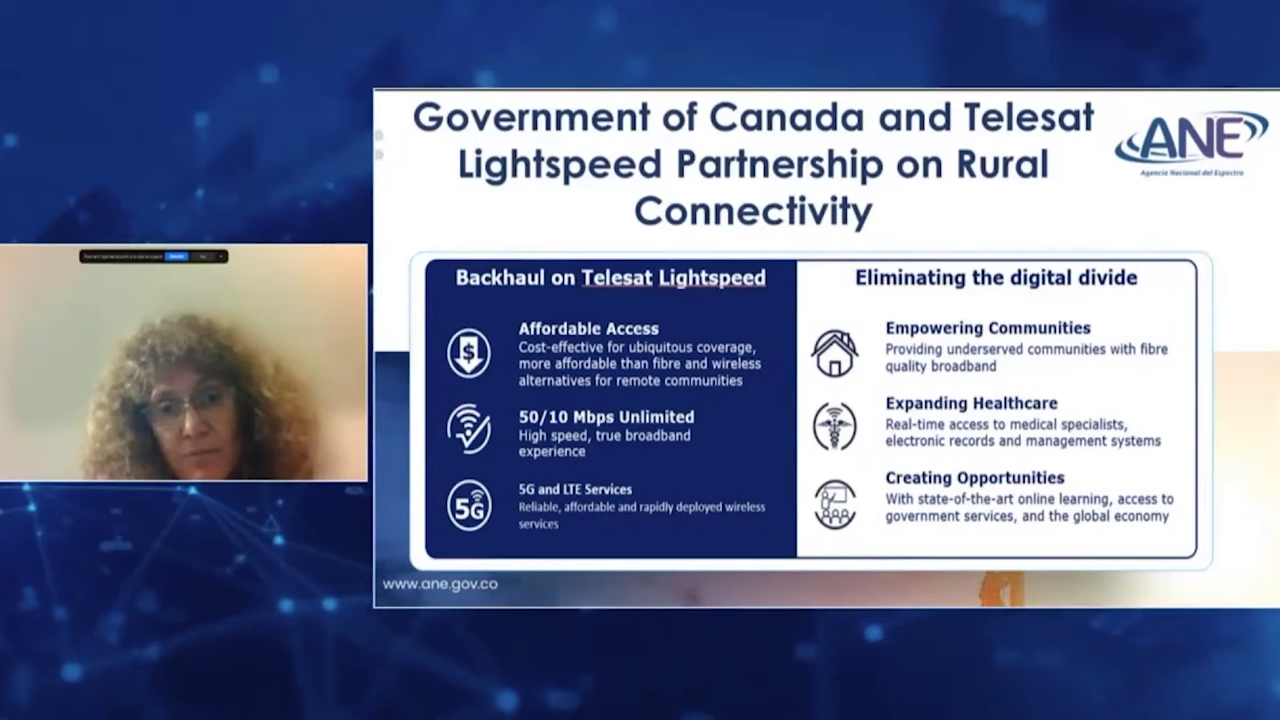 Government of Canada and Telesat
Lightspeed Partnership on Rural
Connectivity
ANE
Agencia Nacional del Espectro
Backhaul on Telesat Lightspeed
Affordable Access
Cost-effective for ubiquitous coverage,
more affordable than fibre and wireless
alternatives for remote communities
50/10 Mbps Unlimited
High speed, true broadband
experience
5G
5G and LTE Services
Reliable, affordable and rapidly deployed wireless
services
Eliminating the digital divide
Empowering Communities
Providing underserved communities with fibre
quality broadband
Expanding Healthcare
Real-time access to medical specialists,
electronic records and management systems
Creating Opportunities
With state-of-the-art online learning, access to
government services, and the global economy
www.ane.gov.co